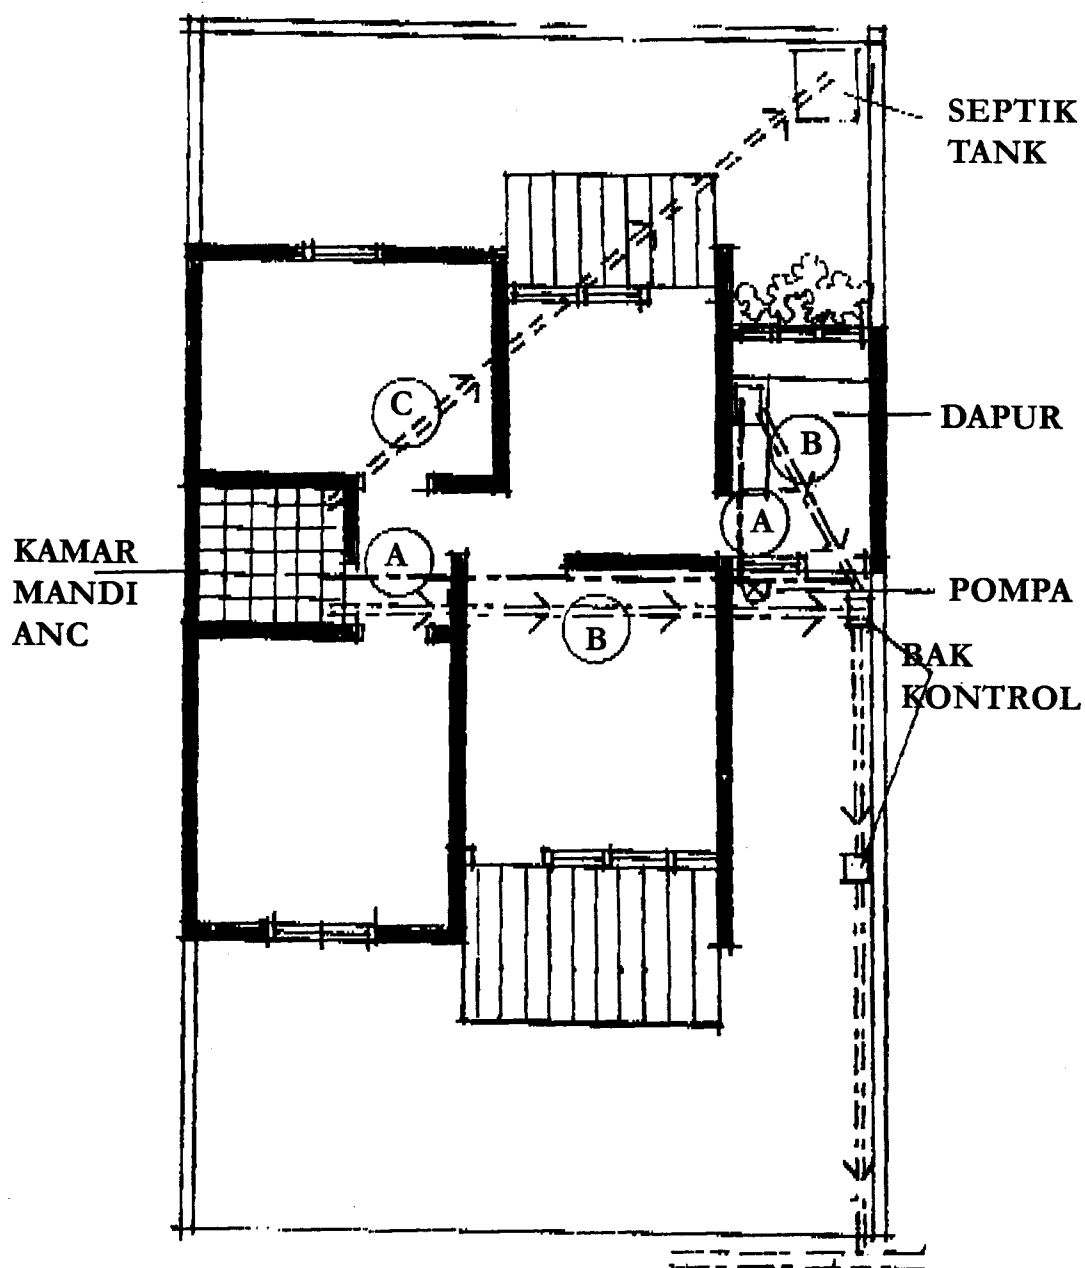 SEPTIK
TANK
C
DAPUR
B
A
KAMAR
MANDI
ANC
A
POMPA
B
BAK
KONTROL